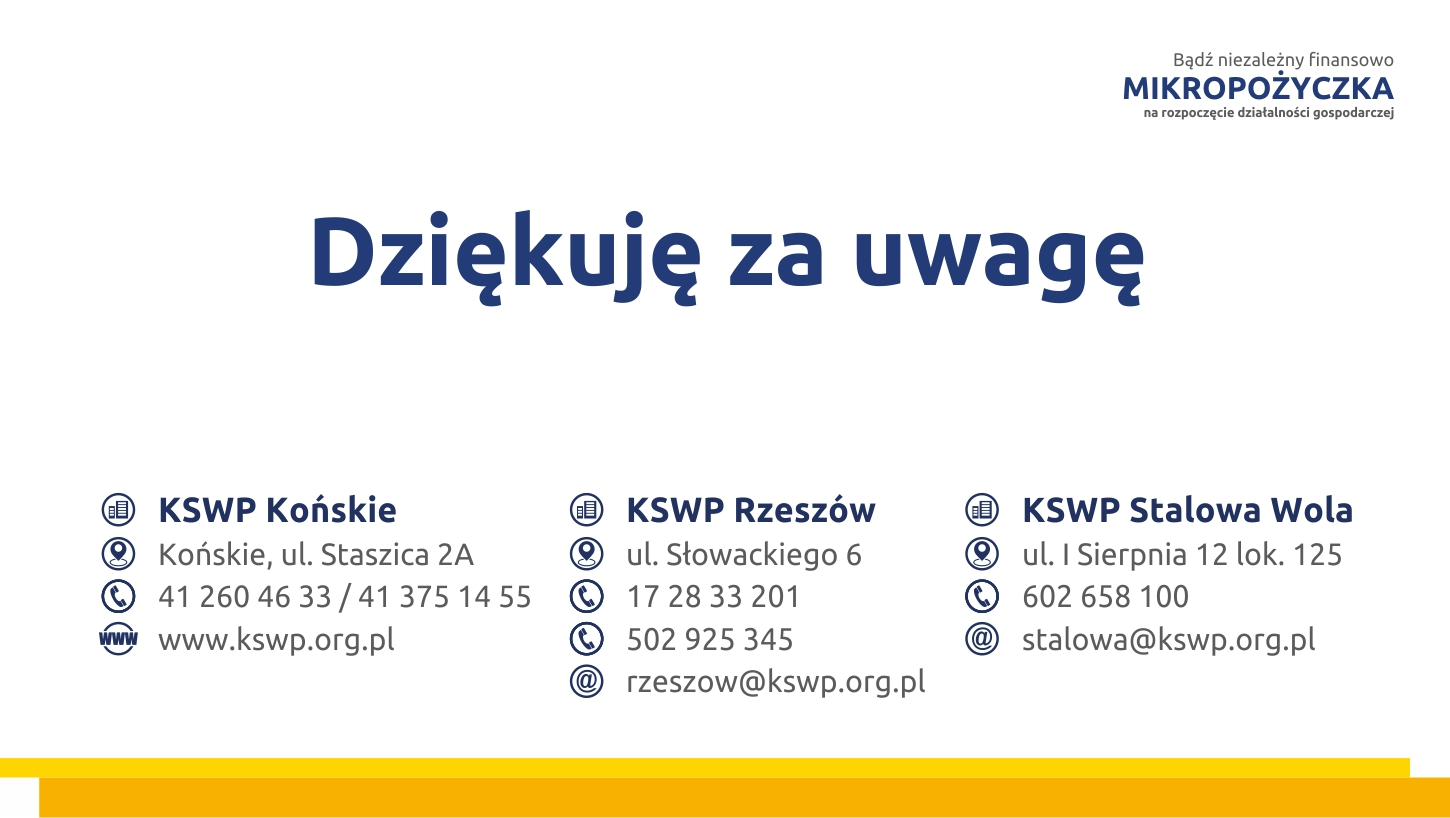 Bądź niezależny finansowo
MIKROPOŻYCZKA
na rozpoczęcie działalności gospodarczej
Dziękuję za uwagę
KSWP Końskie
Końskie, ul. Staszica 2A
41 260 46 33 / 41 375 14 55
www www.kswp.org.pl
KSWP Rzeszów
ul. Słowackiego 6
17 28 33 201
502 925 345
@ rzeszow@kswp.org.pl
KSWP Stalowa Wola
ul. I Sierpnia 12 lok. 125
602 658 100
@ stalowa@kswp.org.pl